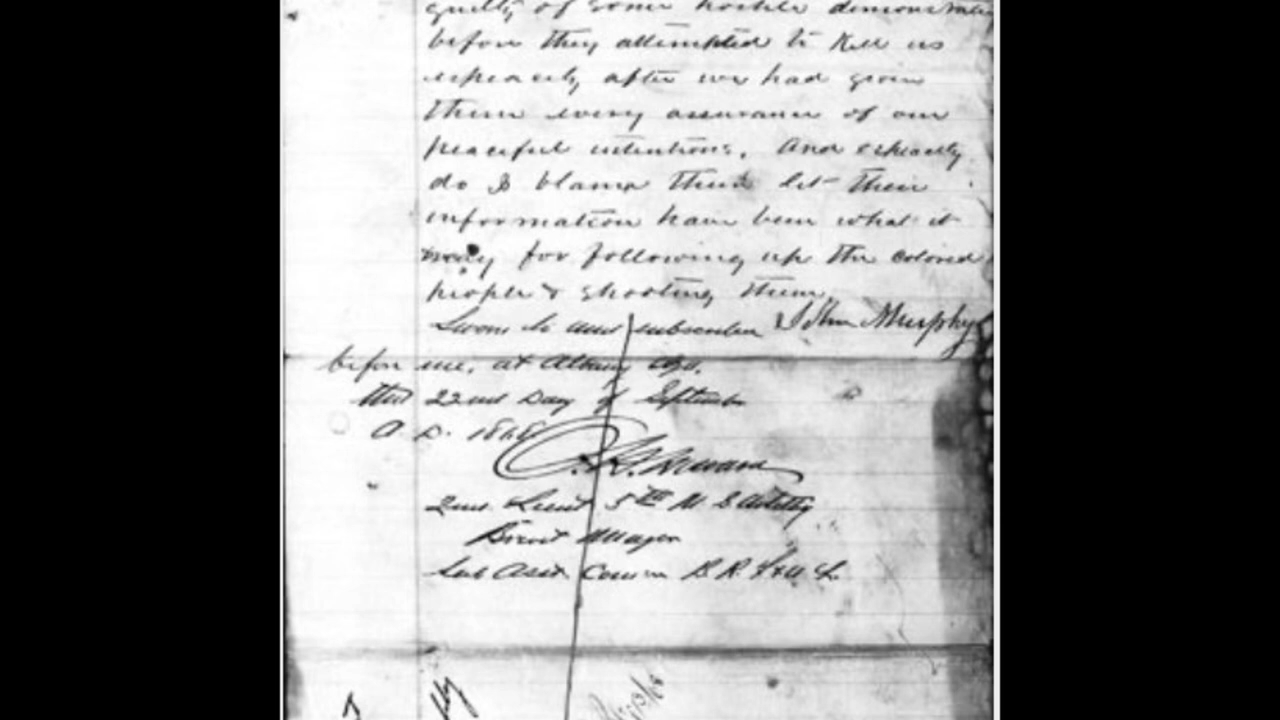 guilty of some hostile demonstration
before they attempted to kill us
especially after we had given
them every assurance of our
peaceful intentions. And especially
do I blame them let their
information have been what it
may for following up the colored
people & shooting them.
John Murphy
Sworn to and subscribed
before me, at Albany Ga.
this 22nd Day of September
A.D. 1868
2nd Lieut 5th U S Artillery
Brevet Major
Sub Asst Comm B. R. F & A L